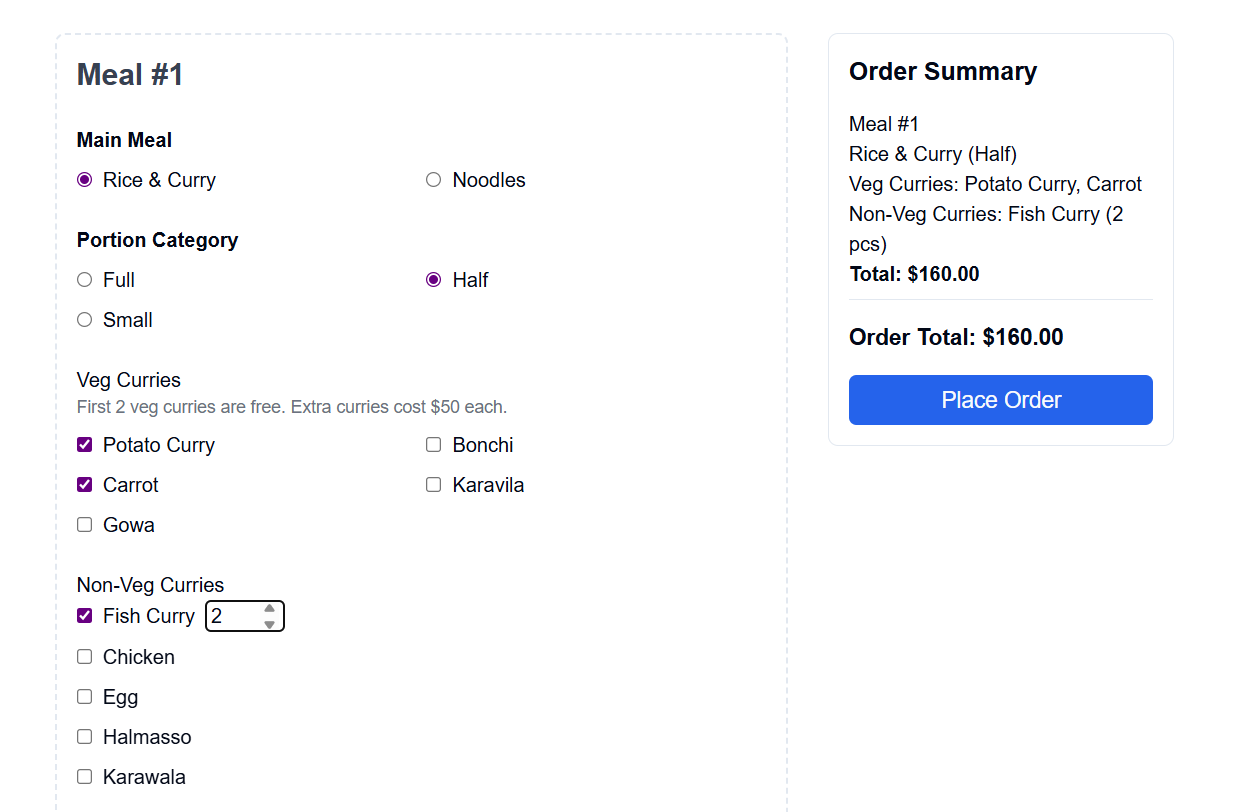 Meal #1
Main Meal
Rice & Curry
Noodles
Portion Category
Full
Half
Small
Veg Curries
First 2 veg curries are free. Extra curries cost $50 each.
Potato Curry
Bonchi
Carrot
Karavila
Gowa
Non-Veg Curries
Fish Curry 2
Chicken
Egg
Halmasso
Karawala
Order Summary
Meal #1
Rice & Curry (Half)
Veg Curries: Potato Curry, Carrot
Non-Veg Curries: Fish Curry (2
pcs)
Total: $160.00
Order Total: $160.00
Place Order